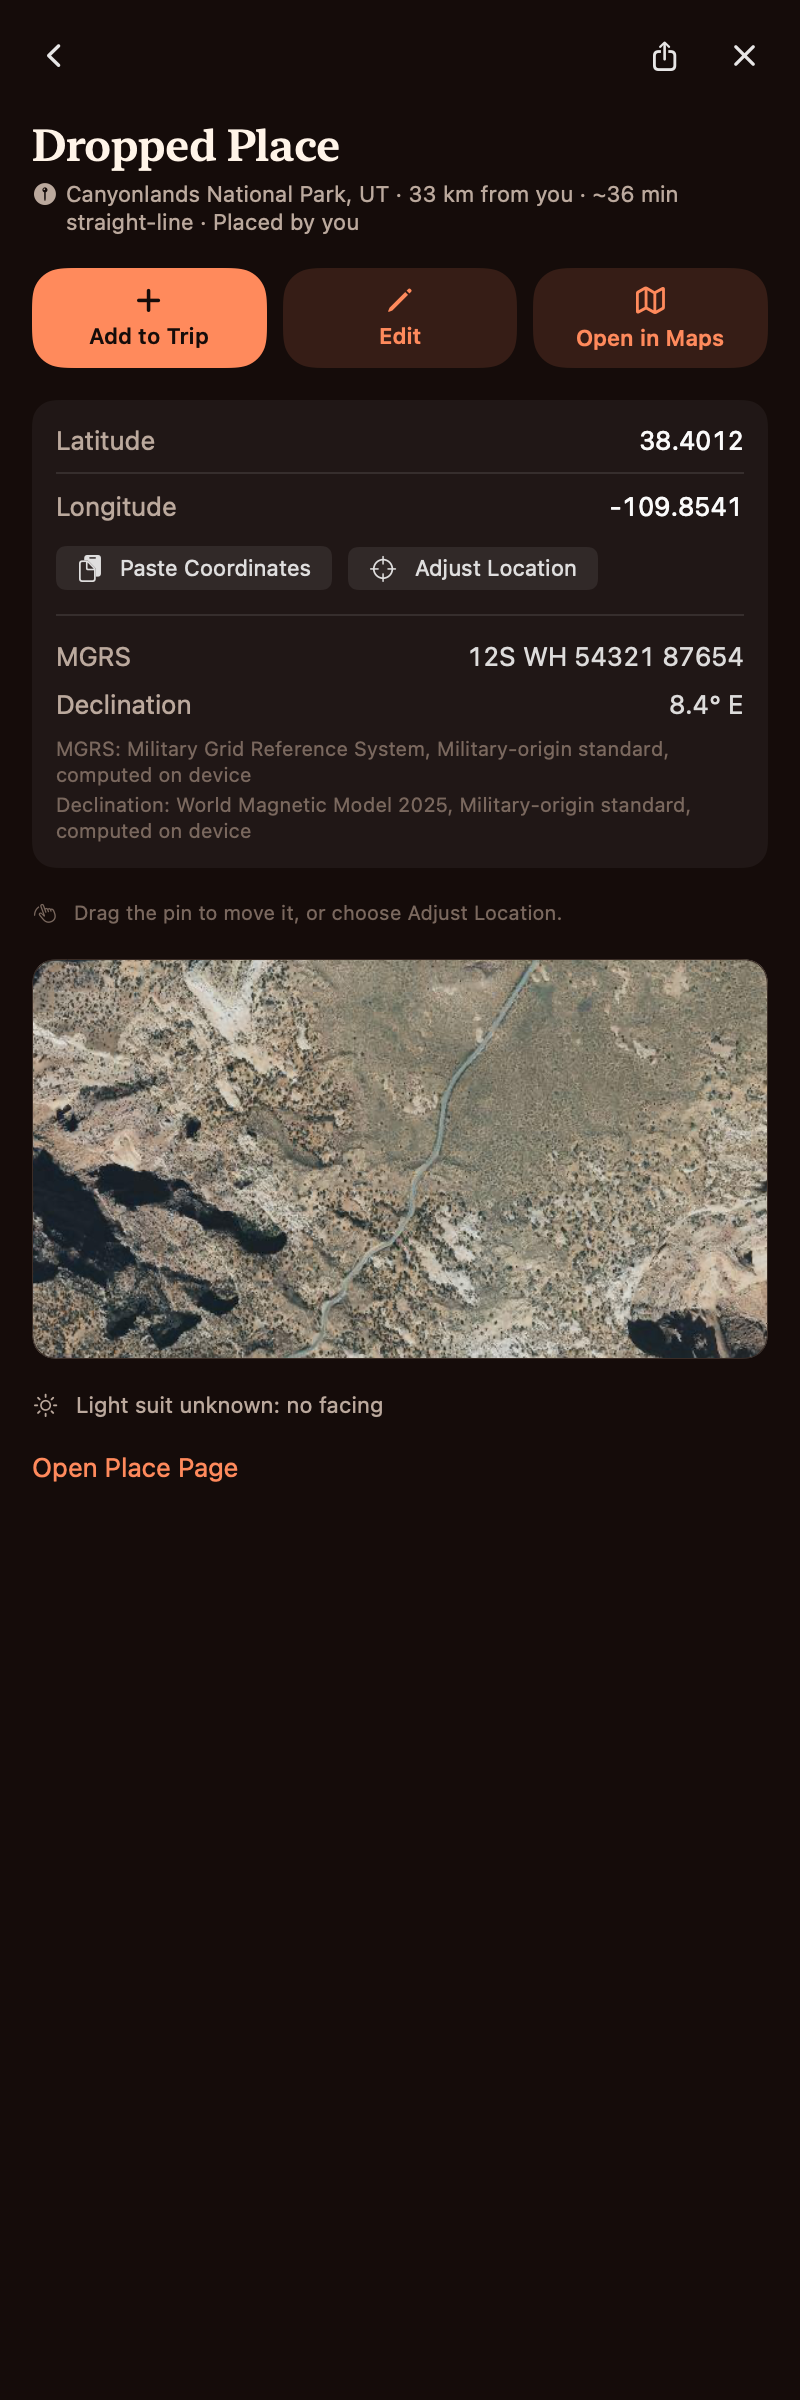 Dropped Place
Canyonlands National Park, UT · 33 km from you · ~36 min
straight-line · Placed by you
Add to Trip
Edit
Open in Maps
Latitude
38.4012
Longitude
-109.8541
Paste Coordinates
Adjust Location
MGRS
12S WH 54321 87654
Declination
8.4° E
MGRS: Military Grid Reference System, Military-origin standard,
computed on device
Declination: World Magnetic Model 2025, Military-origin standard,
computed on device
Drag the pin to move it, or choose Adjust Location.
Light suit unknown: no facing
Open Place Page